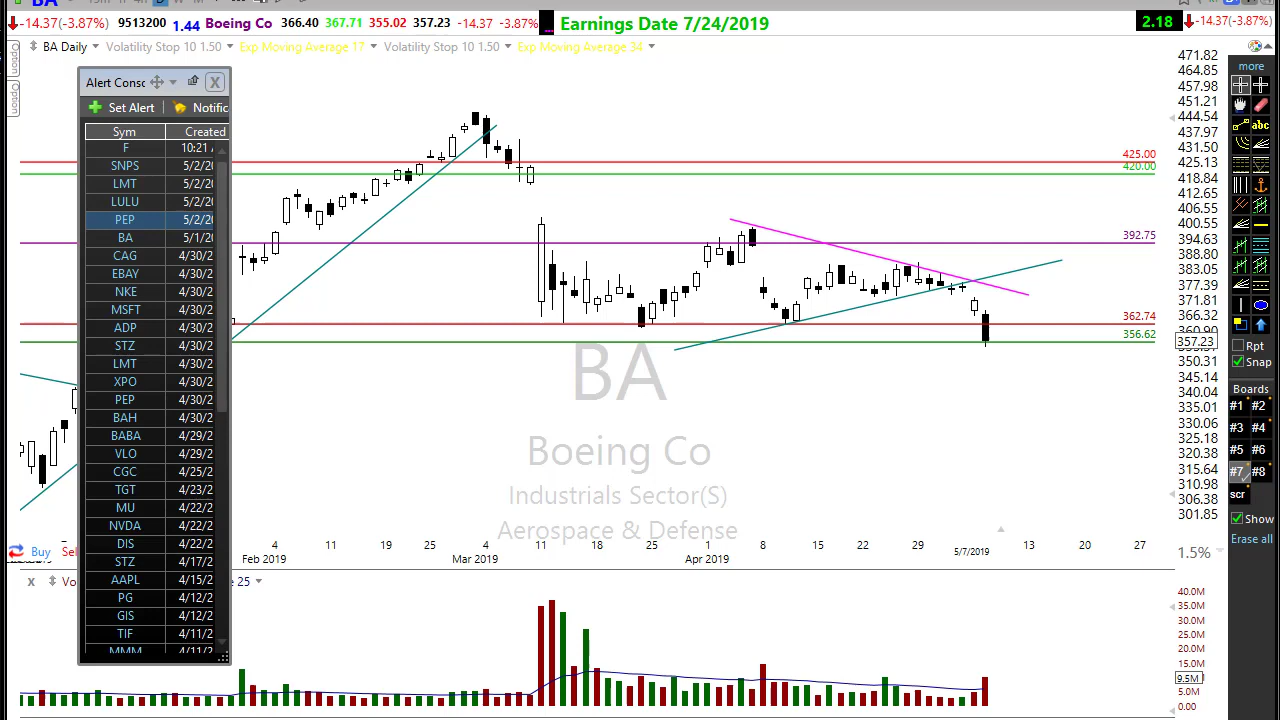 -14.37(-3.87%) 9513200 1.44 Boeing Co 366.40 367.71 355.02 357.23 -14.37 -3.87% Earnings Date 7/24/2019 2.18 -14.37(-3.87%)
BA Daily Volatility Stop 10 1.50 Exp Moving Average 17 Volatility Stop 10 1.50 Exp Moving Average 34
Option
Option
Alert Consc X
Set Alert Notific
Sym Created
F 10:21
SNPS 5/2/20
LMT 5/2/20
LULU 5/2/20
PEP 5/2/20
BA 5/1/20
CAG 4/30/2
EBAY 4/30/2
NKE 4/30/2
MSFT 4/30/2
ADP 4/30/2
STZ 4/30/2
LMT 4/30/2
XPO 4/30/2
PEP 4/30/2
BAH 4/30/2
BABA 4/29/2
VLO 4/29/2
CGC 4/25/2
TGT 4/23/2
MU 4/22/2
NVDA 4/22/2
DIS 4/22/2
STZ 4/17/2
AAPL 4/15/2
PG 4/12/2
GIS 4/12/2
TIF 4/11/2
MMM 4/11/2
425.00
420.00
392.75
362.74
356.62
BA
Boeing Co
Industrials Sector(S)
Aerospace & Defense
471.82
464.85
457.98
451.21
444.54
437.97
431.50
425.13
418.84
412.65
406.55
400.55
394.63
388.80
383.05
377.39
371.81
366.32
360.90
357.23
350.31
345.14
340.04
335.01
330.06
325.18
320.38
315.64
310.98
306.38
301.85
1.5%
Buy Sel
4 11 19 25 4 11 18 25 1 8 15 22 29 5/7/2019 13 20 27
Feb 2019 Mar 2019 Apr 2019
X Vo e 25
40.0M
35.0M
30.0M
25.0M
20.0M
15.0M
9.5M
5.0M
0.00
more
abc
Rpt
Snap
Boards
#1 #2
#3 #4
#5 #6
#7 #8
scr
Show
Erase all